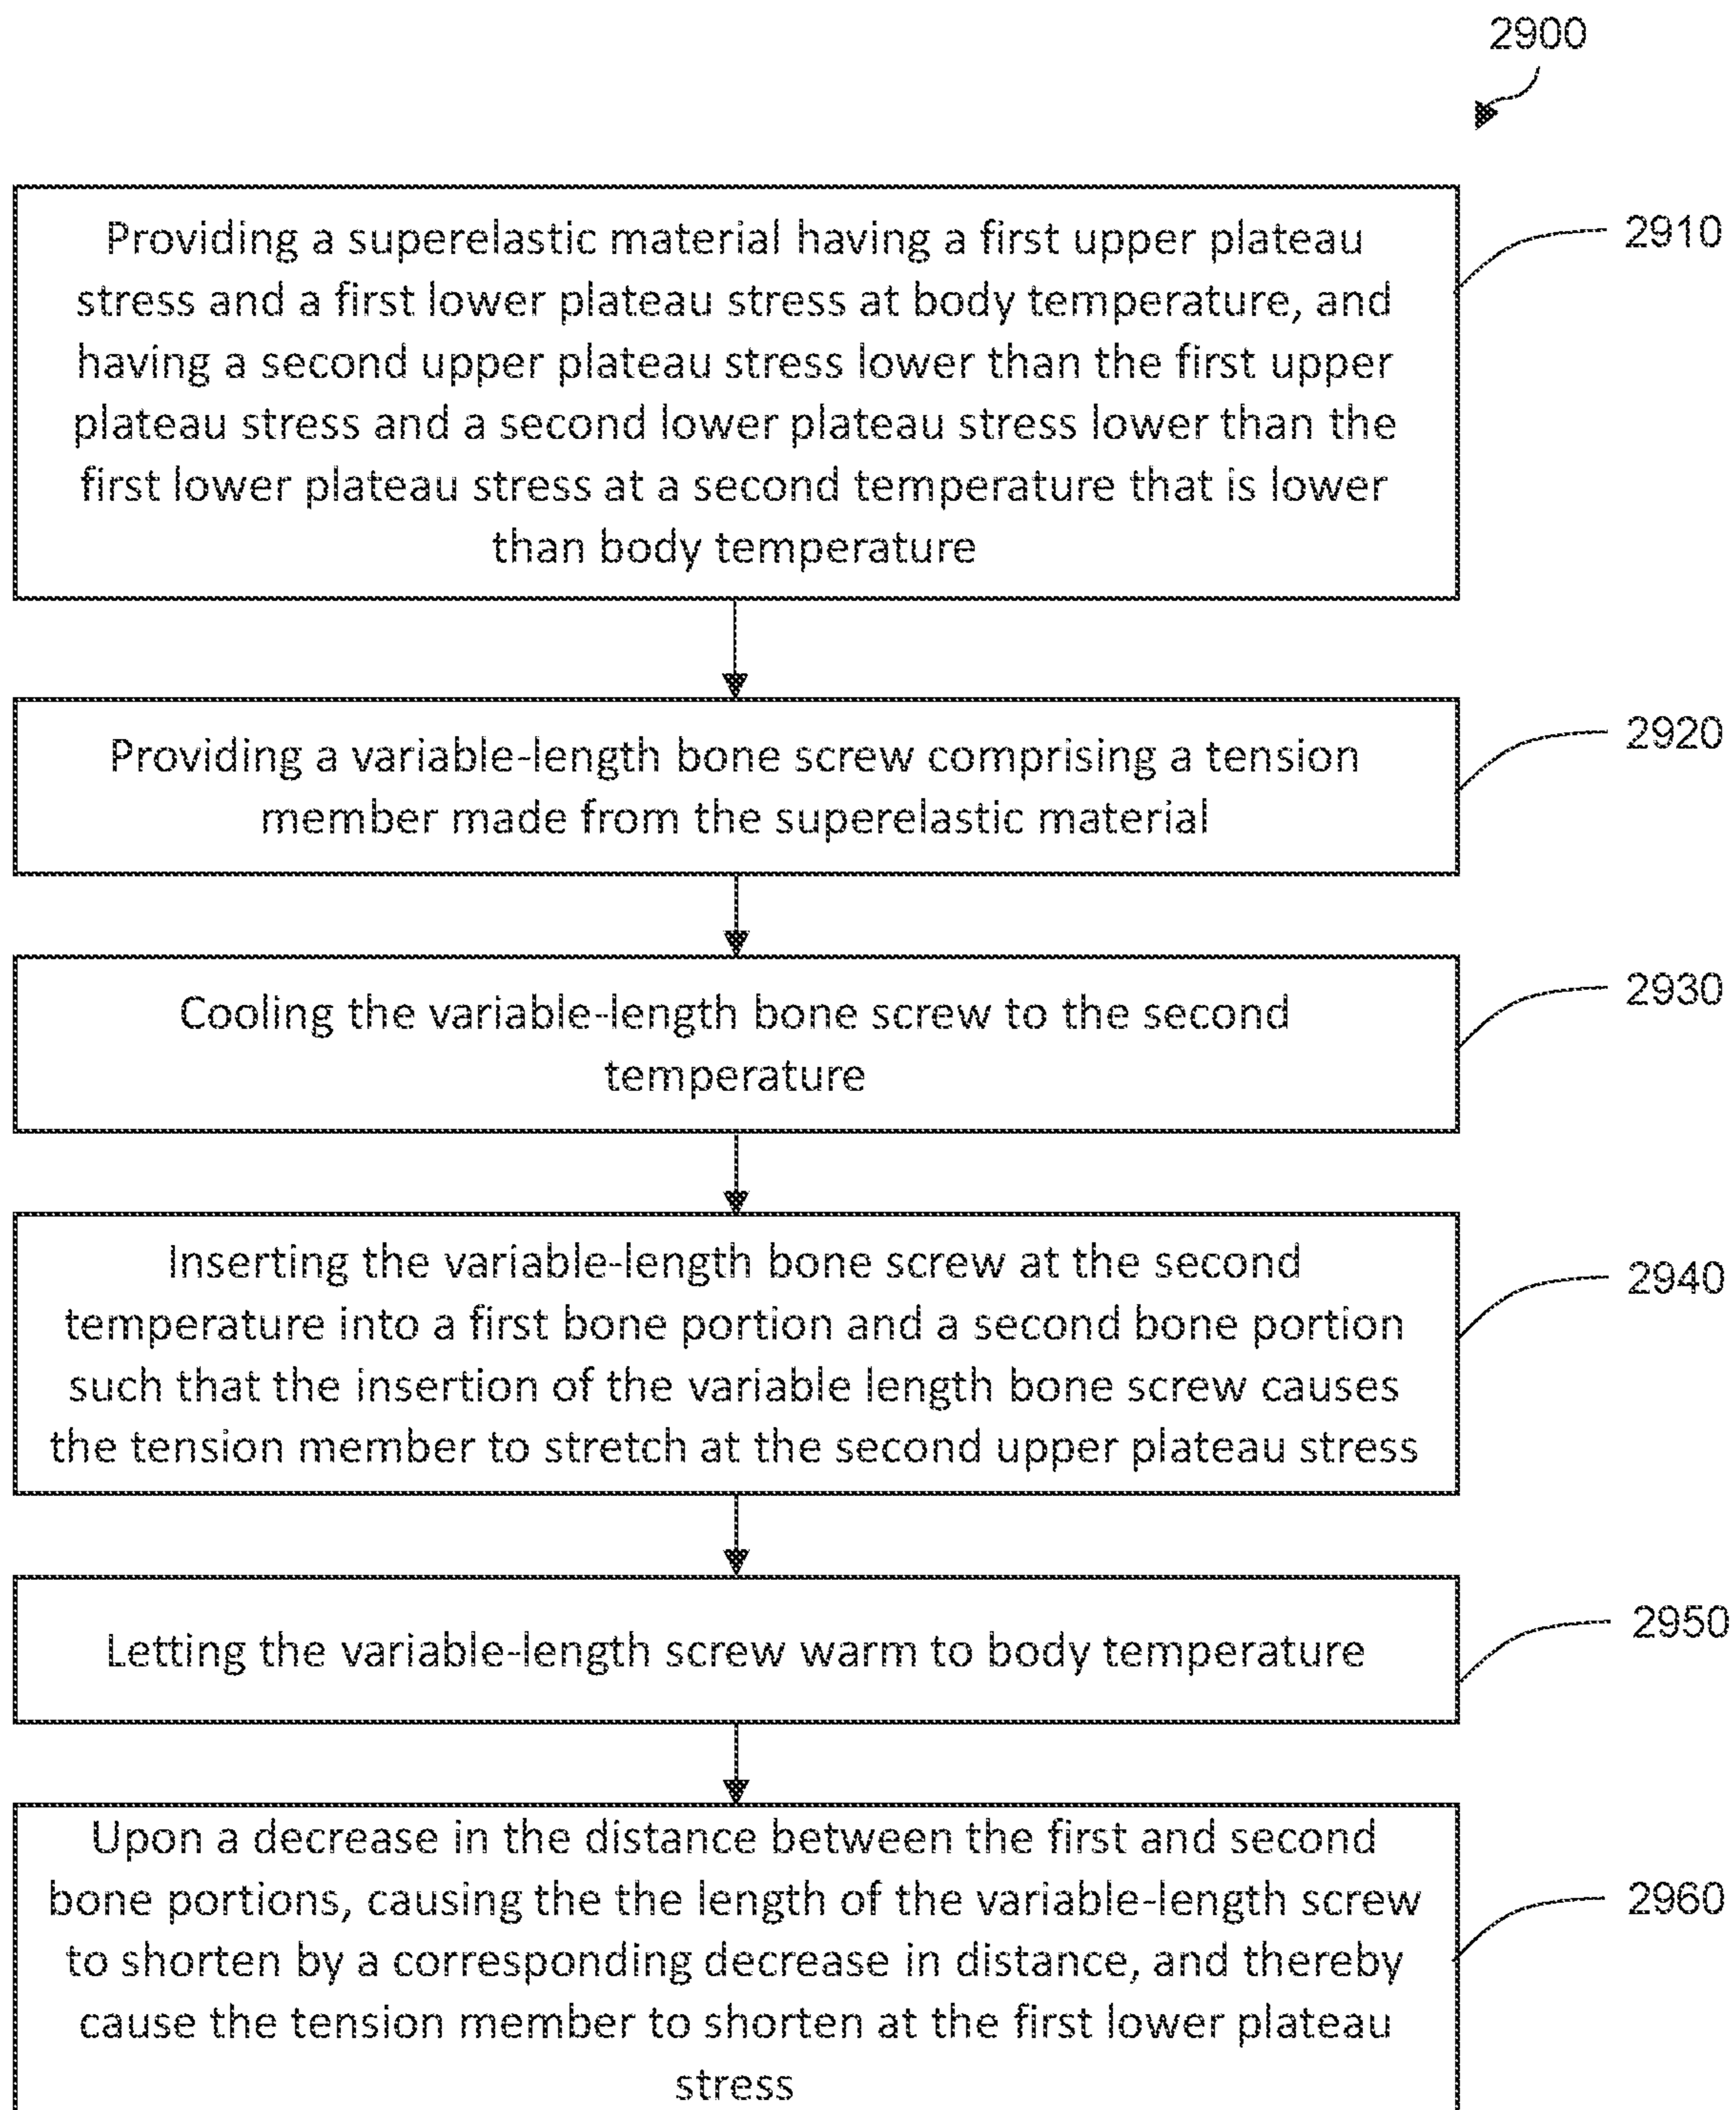 2900
Providing a superelastic material having a first upper plateau
stress and a first lower plateau stress at body temperature, and
having a second upper plateau stress lower than the first upper
plateau stress and a second lower plateau stress lower than the
first lower plateau stress at a second temperature that is lower
than body temperature
2910
Providing a variable-length bone screw comprising a tension
member made from the superelastic material
2920
Cooling the variable-length bone screw to the second
temperature
2930
Inserting the variable-length bone screw at the second
temperature into a first bone portion and a second bone portion
such that the insertion of the variable length bone screw causes
the tension member to stretch at the second upper plateau stress
2940
Letting the variable-length screw warm to body temperature
2950
Upon a decrease in the distance between the first and second
bone portions, causing the the length of the variable-length screw
to shorten by a corresponding decrease in distance, and thereby
cause the tension member to shorten at the first lower plateau
stress
2960